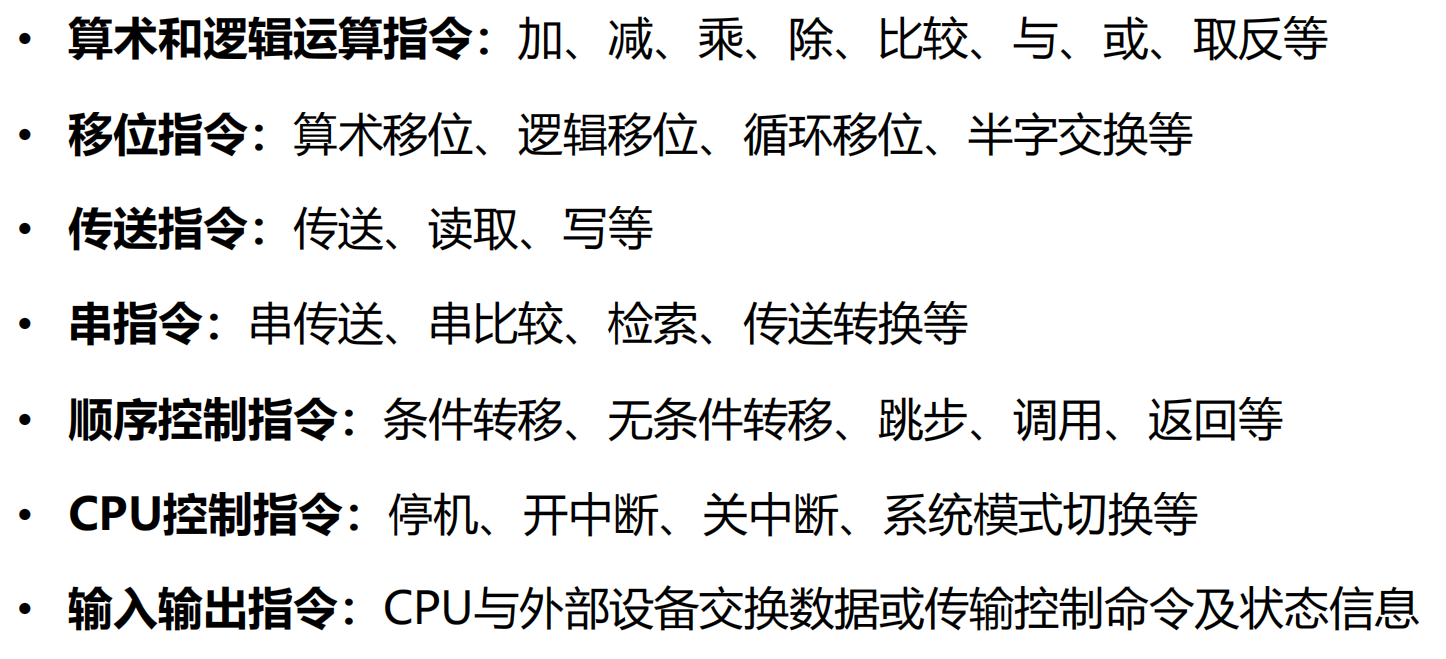 • 算术和逻辑运算指令：加、减、乘、除、比较、与、或、取反等
• 移位指令：算术移位、逻辑移位、循环移位、半字交换等
• 传送指令：传送、读取、写等
• 串指令：串传送、串比较、检索、传送转换等
• 顺序控制指令：条件转移、无条件转移、跳步、调用、返回等
• CPU控制指令：停机、开中断、关中断、系统模式切换等
• 输入输出指令：CPU与外部设备交换数据或传输控制命令及状态信息